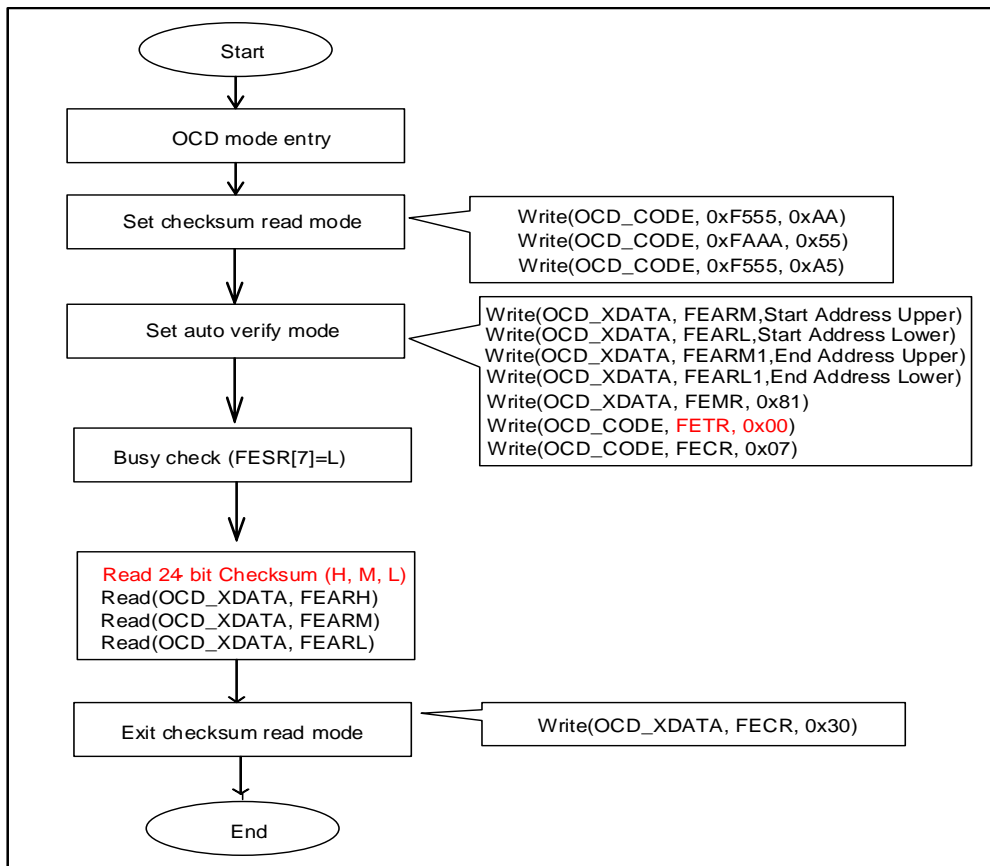 Start
OCD mode entry
Set checksum read mode
Write(OCD_CODE, 0xF555, 0xAA)
Write(OCD_CODE, 0xFAAA, 0x55)
Write(OCD_CODE, 0xF555, 0xA5)
Set auto verify mode
Write(OCD_XDATA, FEARM,Start Address Upper)
Write(OCD_XDATA, FEARL,Start Address Lower)
Write(OCD_XDATA, FEARM1,End Address Upper)
Write(OCD_XDATA, FEARL1,End Address Lower)
Write(OCD_XDATA, FEMR, 0x81)
Write(OCD_CODE, FETR, 0x00)
Write(OCD_CODE, FECR, 0x07)
Busy check (FESR[7]=L)
Read 24-bit Checksum (H, M, L)
Read(OCD_XDATA, FEARH)
Read(OCD_XDATA, FEARM)
Read(OCD_XDATA, FEARL)
Exit checksum read mode
Write(OCD_XDATA, FECR, 0x30)
End